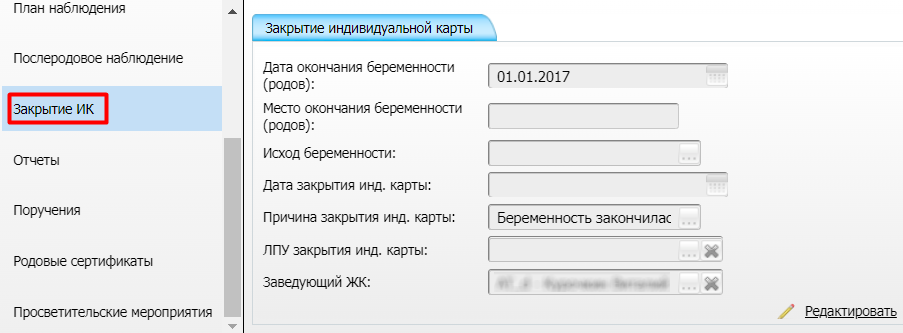 План наблюдения
Послеродовое наблюдение
Закрытие ИК
Отчеты
Поручения
Родовые сертификаты
Просветительские мероприятия
Закрытие индивидуальной карты
Дата окончания беременности
(родов):
01.01.2017
Место окончания беременности
(родов):
Исход беременности:
...
Дата закрытия инд. карты:
Причина закрытия инд. карты:
Беременность закончилас
...
ЛПУ закрытия инд. карты:
...
Заведующий ЖК:
...
Редактировать